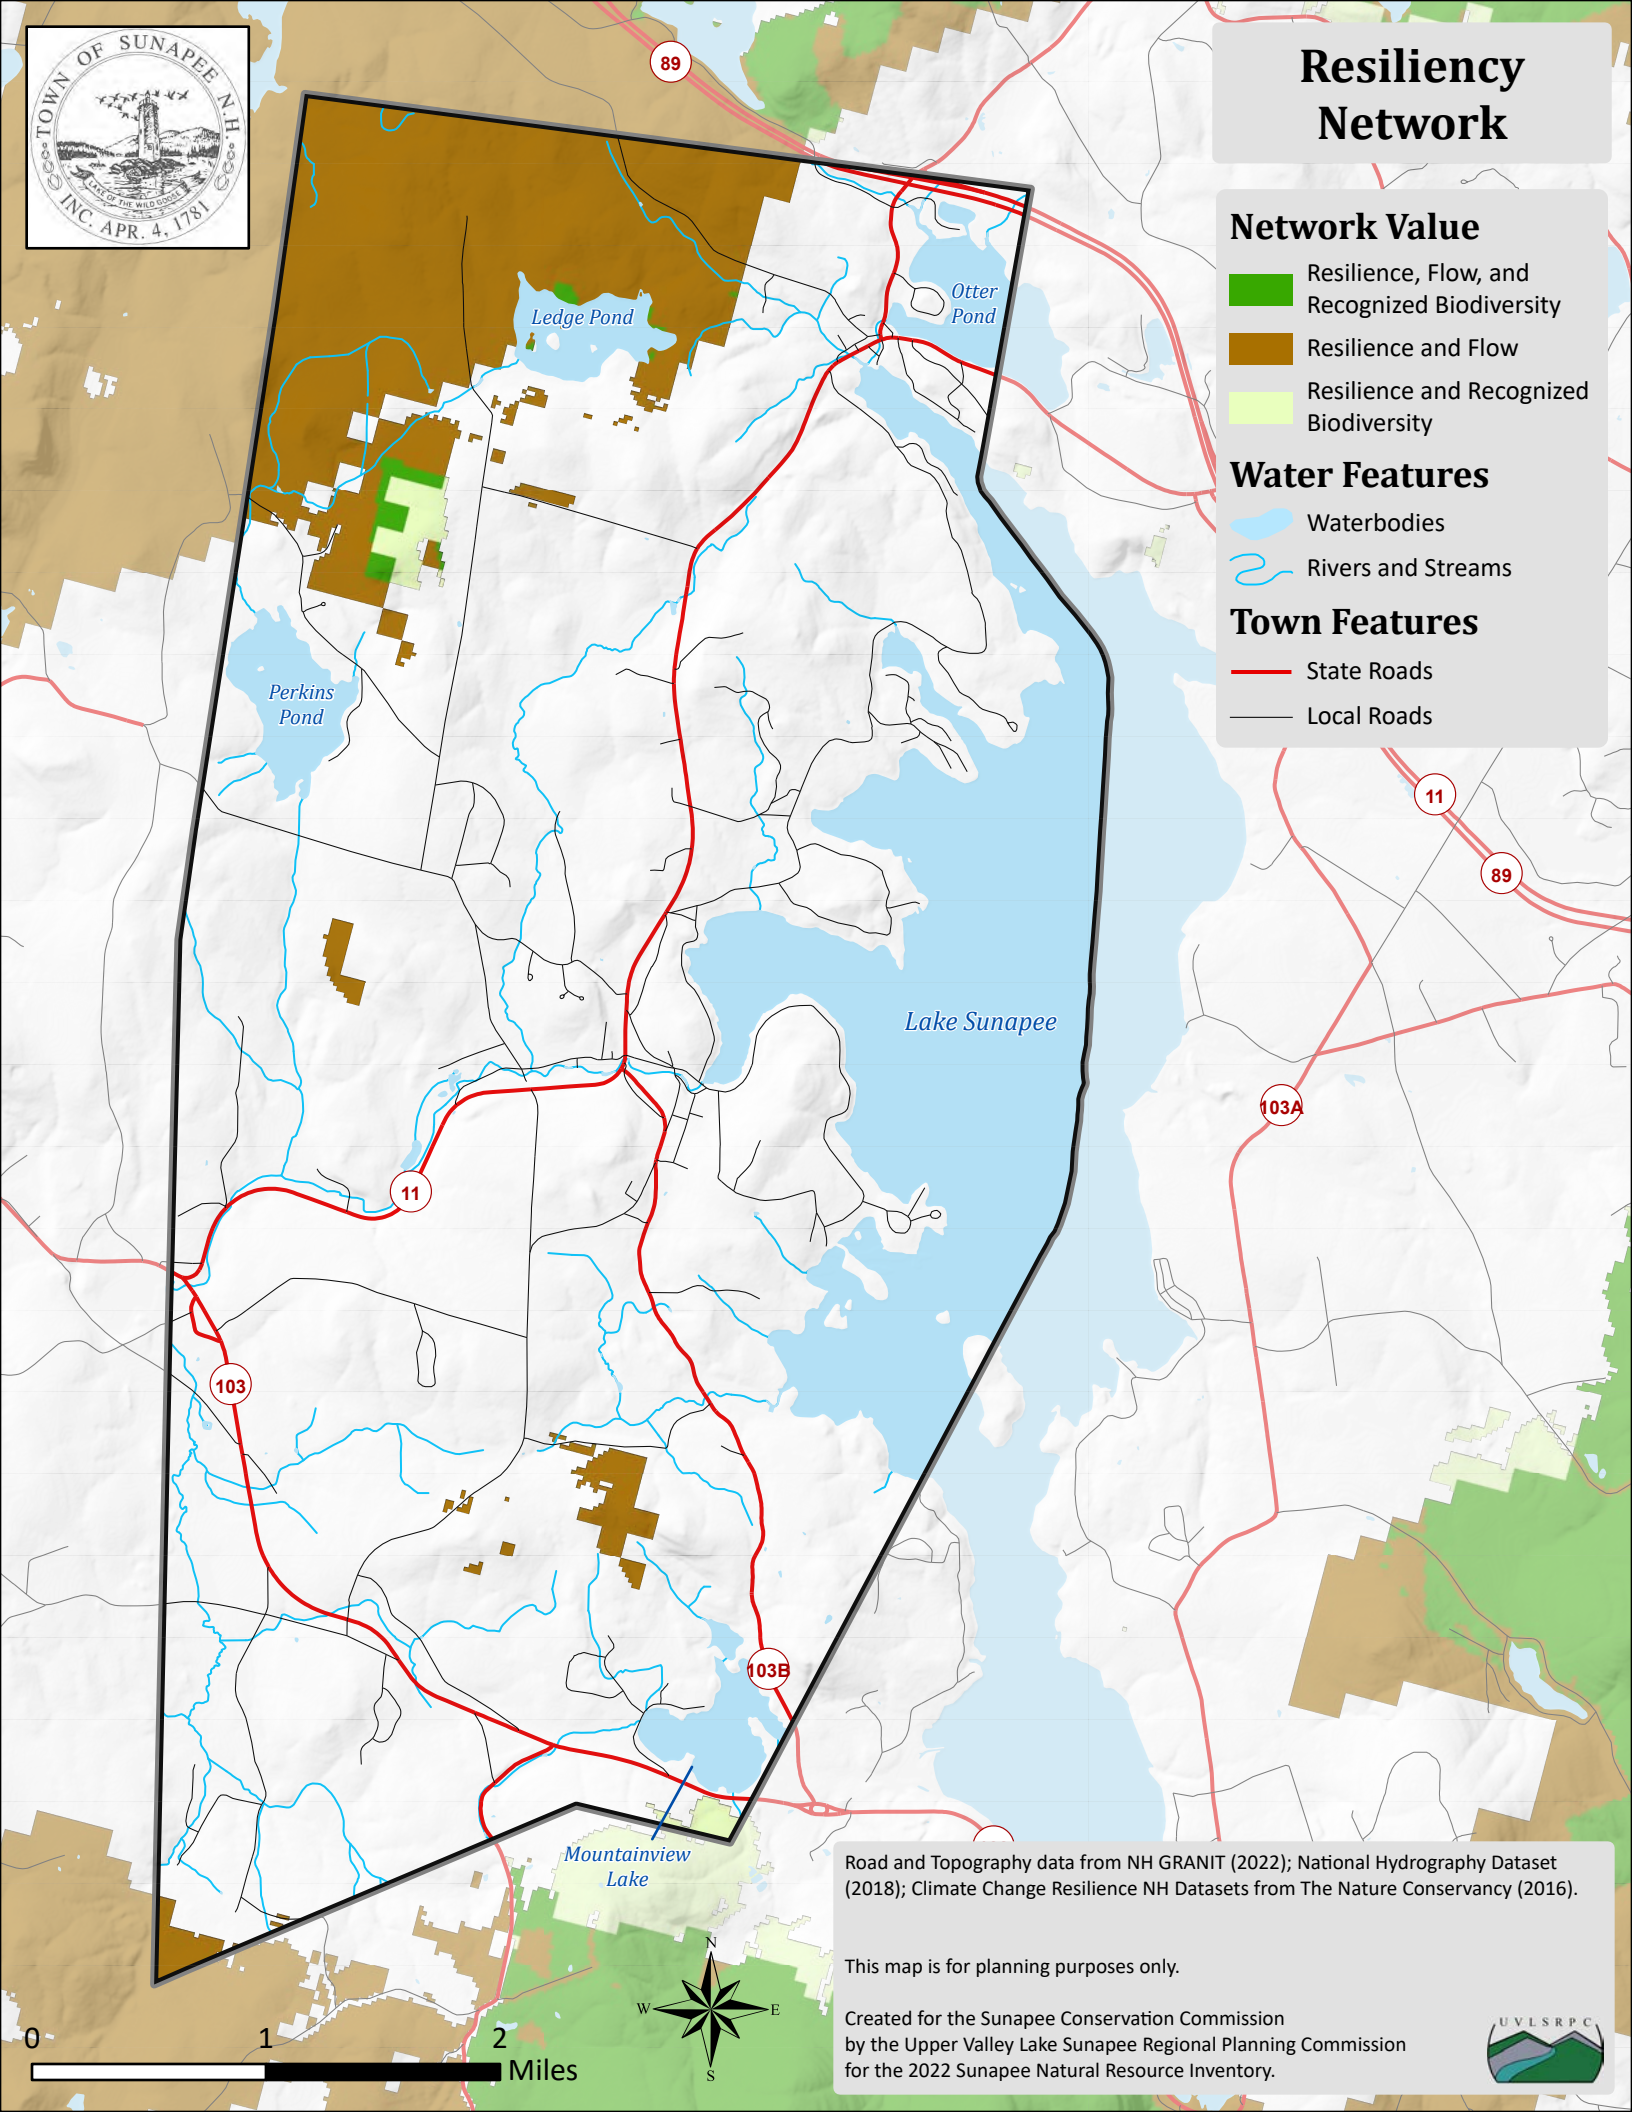 TOWN OF SUNAPEE N.H.
LAKE OF THE WILD GOOSE
INC. APR. 4, 1781
Resiliency
Network
Network Value
Resilience, Flow, and
Recognized Biodiversity
Resilience and Flow
Resilience and Recognized
Biodiversity
Water Features
Waterbodies
Rivers and Streams
Town Features
State Roads
Local Roads
89
Otter
Pond
Ledge Pond
Perkins
Pond
11
89
Lake Sunapee
103A
11
103
103B
Mountainview
Lake
Road and Topography data from NH GRANIT (2022); National Hydrography Dataset
(2018); Climate Change Resilience NH Datasets from The Nature Conservancy (2016).
This map is for planning purposes only.
Created for the Sunapee Conservation Commission
by the Upper Valley Lake Sunapee Regional Planning Commission
for the 2022 Sunapee Natural Resource Inventory.
UVLSRPC
N
W E
S
0 1 2
Miles